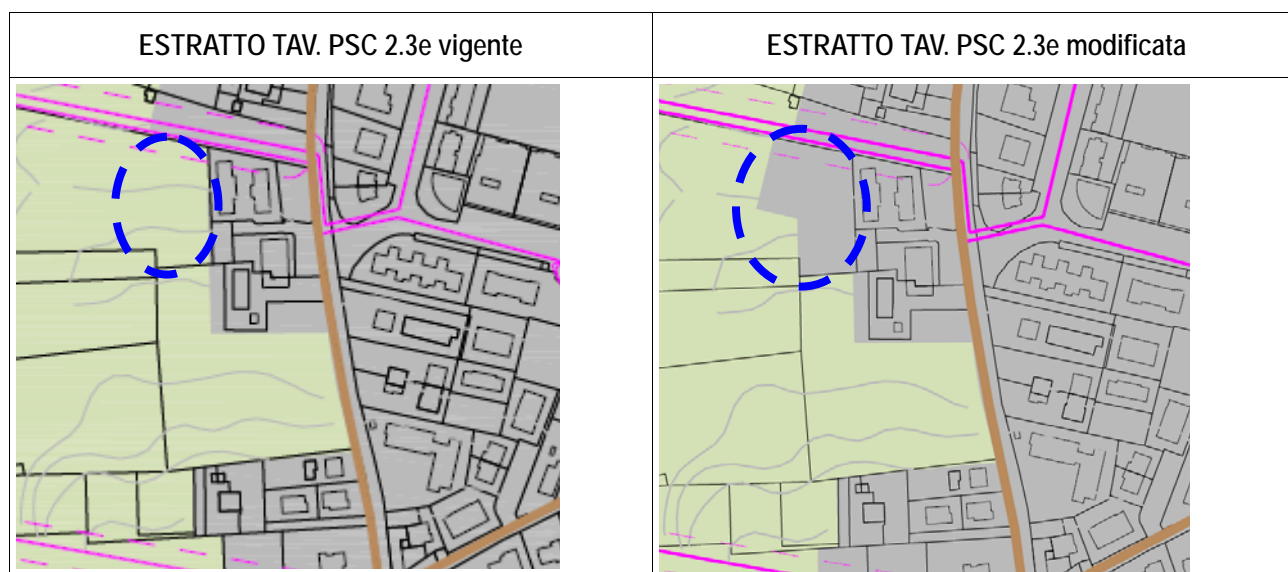 ESTRATTO TAV. PSC 2.3e vigente
ESTRATTO TAV. PSC 2.3e modificata